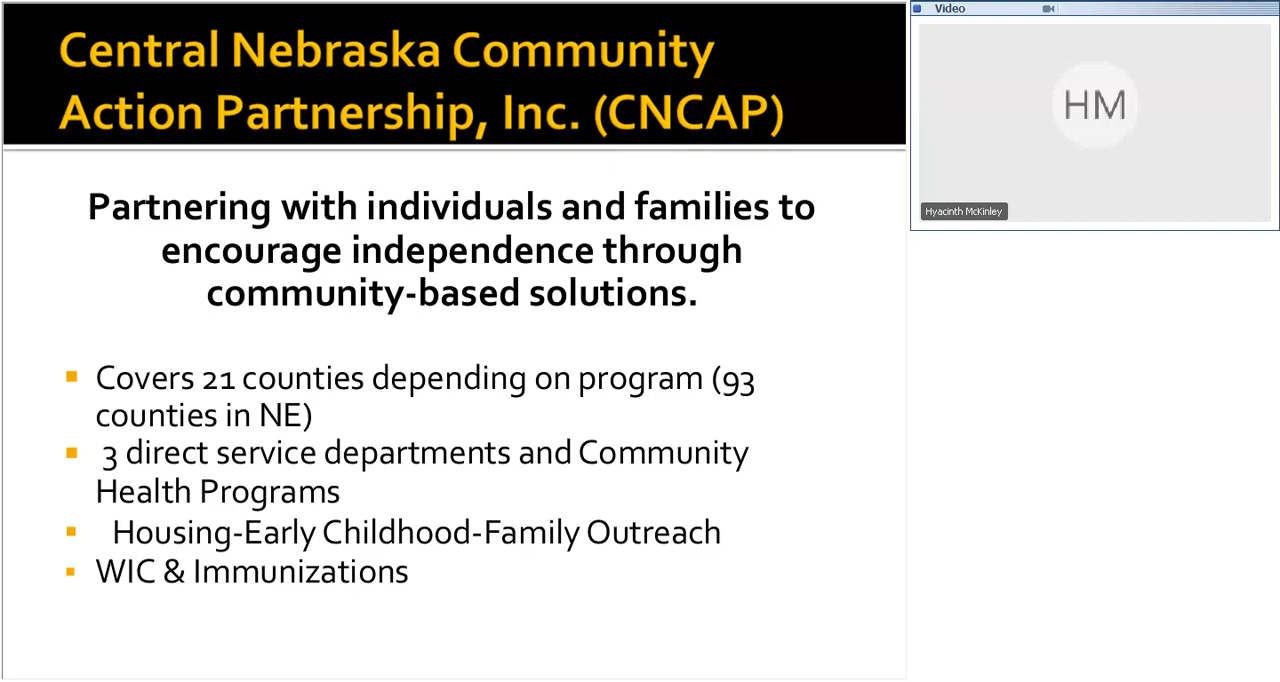 Central Nebraska Community
Action Partnership, Inc. (CNCAP)
Partnering with individuals and families to
encourage independence through
community-based solutions.
Covers 21 counties depending on program (93
counties in NE)
3 direct service departments and Community
Health Programs
Housing-Early Childhood-Family Outreach
WIC & Immunizations
Video
HM
Hyacinth McKinley